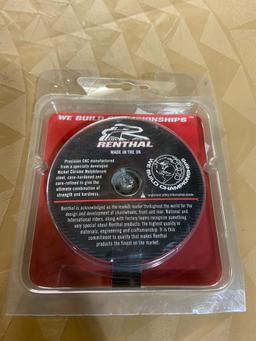 WE BUILD CHAMPIONSHIPS
RENTHAL
MADE IN THE UK
Precision CNC manufactured
from a specially developed
Nickel Chrome Molybdenum
steel, case-hardened and
core-refined to give the
ultimate combination of
strength and hardness.
WE BUILD CHAMPIONSHIPS
Renthal is acknowledged as the market leader throughout the world for the
design and development of chainwheels, front and rear. National and
International riders, along with factory teams recognise something
very special about Renthal products: the highest quality in
materials, engineering and craftsmanship. It is this
commitment to quality that makes Renthal
products the finest on the market.